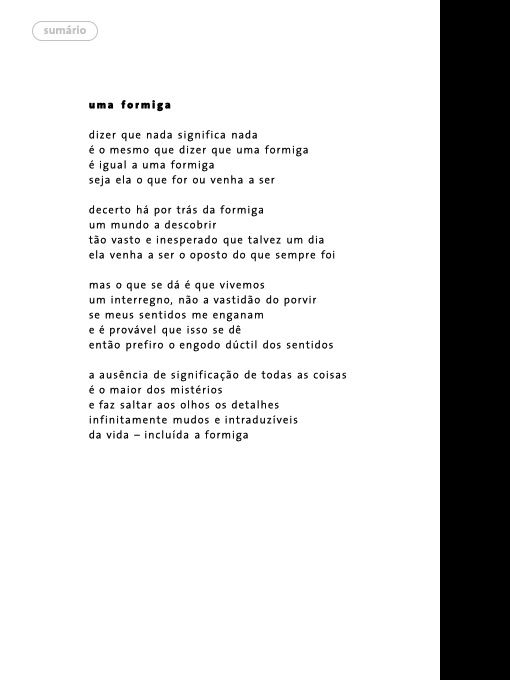 sumário
uma formiga
dizer que nada significa nada
é o mesmo que dizer que uma formiga
é igual a uma formiga
seja ela o que for ou venha a ser
decerto há por trás da formiga
um mundo a descobrir
tão vasto e inesperado que talvez um dia
ela venha a ser o oposto do que sempre foi
mas o que se dá é que vivemos
um interregno, não a vastidão do porvir
se meus sentidos me enganam
e é provável que isso se dê
então prefiro o engodo dúctil dos sentidos
a ausência de significação de todas as coisas
é o maior dos mistérios
e faz saltar aos olhos os detalhes
infinitamente mudos e intraduzíveis
da vida – incluída a formiga